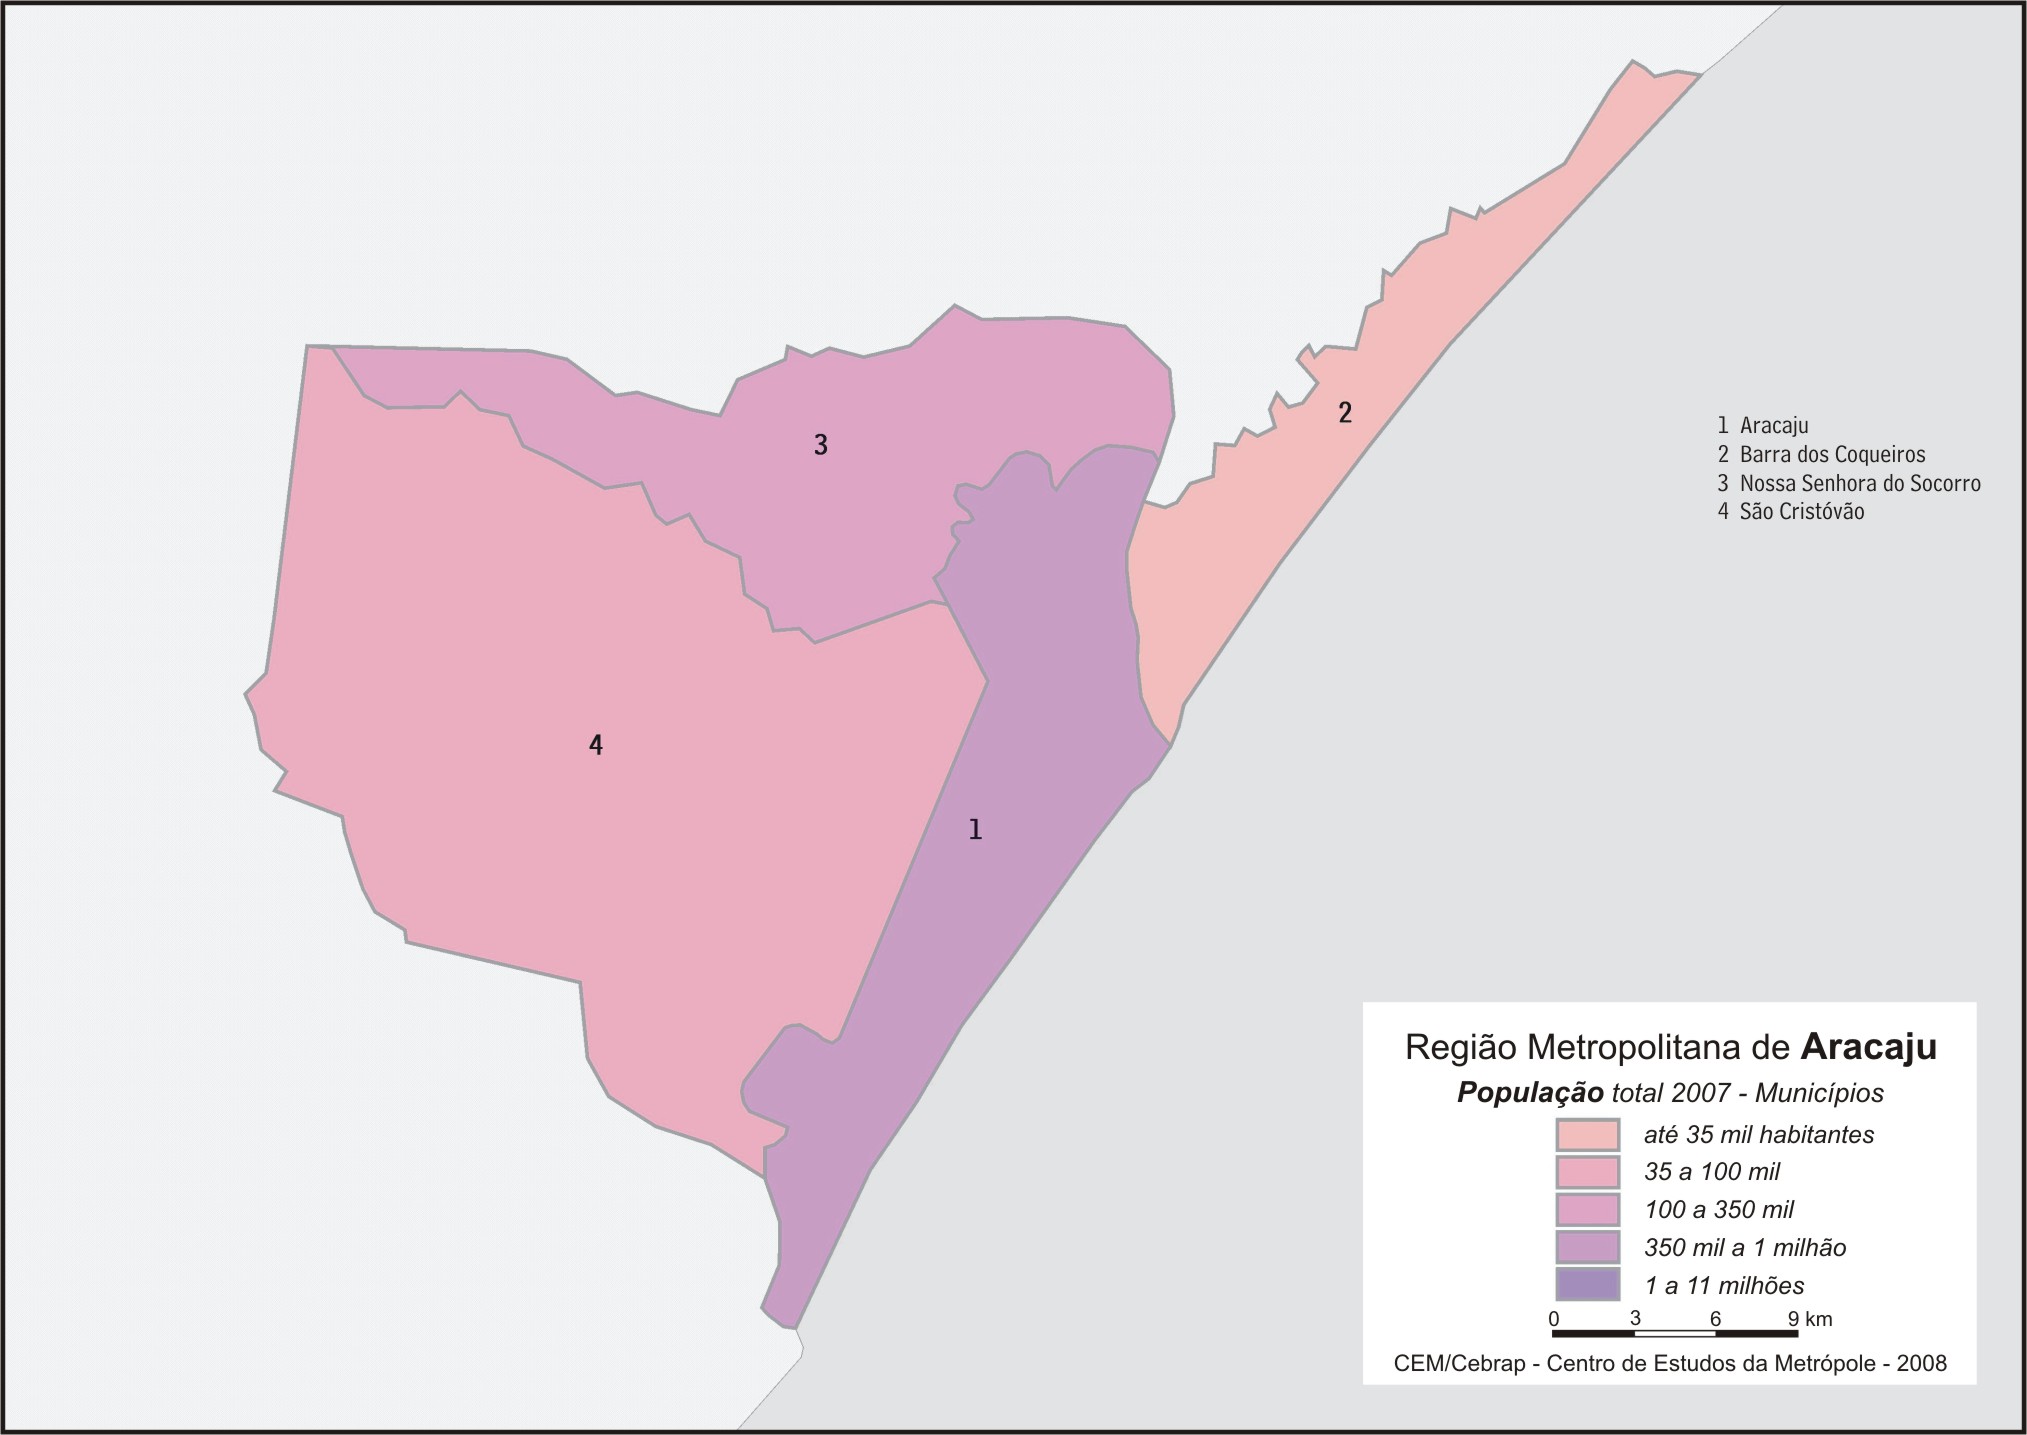 3
2
4
1
1 Aracaju
2 Barra dos Coqueiros
3 Nossa Senhora do Socorro
4 São Cristóvão
Região Metropolitana de Aracaju
População total 2007 - Municípios
até 35 mil habitantes
35 a 100 mil
100 a 350 mil
350 mil a 1 milhão
1 a 11 milhões
0 3 6 9 km
CEM/Cebrap - Centro de Estudos da Metrópole - 2008